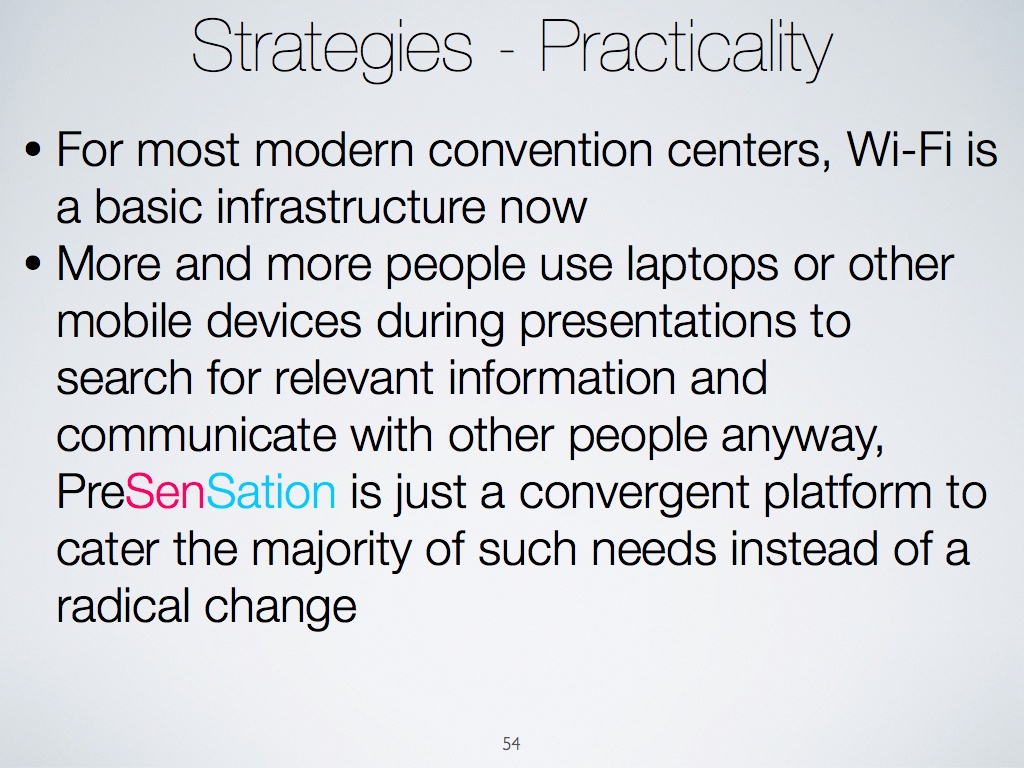 Strategies - Practicality
• For most modern convention centers, Wi-Fi is
a basic infrastructure now
• More and more people use laptops or other
mobile devices during presentations to
search for relevant information and
communicate with other people anyway,
PreSenSation is just a convergent platform to
cater the majority of such needs instead of a
radical change
54